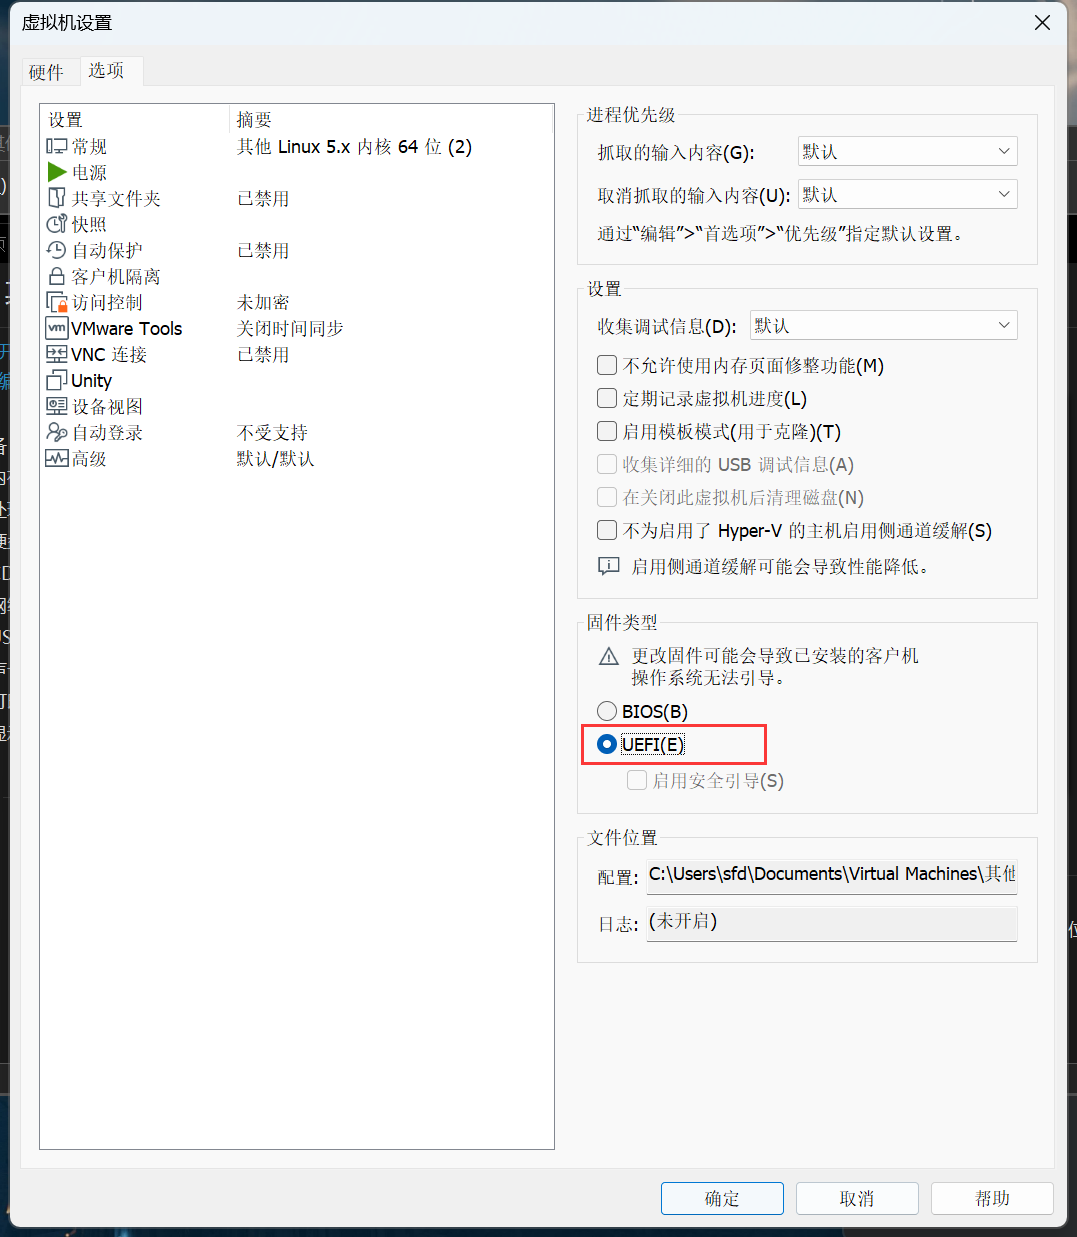 虚拟机设置
硬件
选项
设置 摘要
常规 其他 Linux 5.x 内核 64 位 (2)
电源
共享文件夹 已禁用
快照
自动保护 已禁用
客户机隔离
访问控制 未加密
VMware Tools 关闭时间同步
VNC 连接 已禁用
Unity
设备视图
自动登录 不受支持
高级 默认/默认
进程优先级
抓取的输入内容(G): 默认
取消抓取的输入内容(U): 默认
通过“编辑”>“首选项”>“优先级”指定默认设置。
设置
收集调试信息(D): 默认
不允许使用内存页面修整功能(M)
定期记录虚拟机进度(L)
启用模板模式(用于克隆)(T)
收集详细的 USB 调试信息(A)
在关闭此虚拟机后清理磁盘(N)
不为启用了 Hyper-V 的主机启用侧通道缓解(S)
启用侧通道缓解可能会导致性能降低。
固件类型
更改固件可能会导致已安装的客户机
操作系统无法引导。
BIOS(B)
UEFI(E)
启用安全引导(S)
文件位置
配置: C:\Users\sfd\Documents\Virtual Machines\其他
日志: (未开启)
确定
取消
帮助